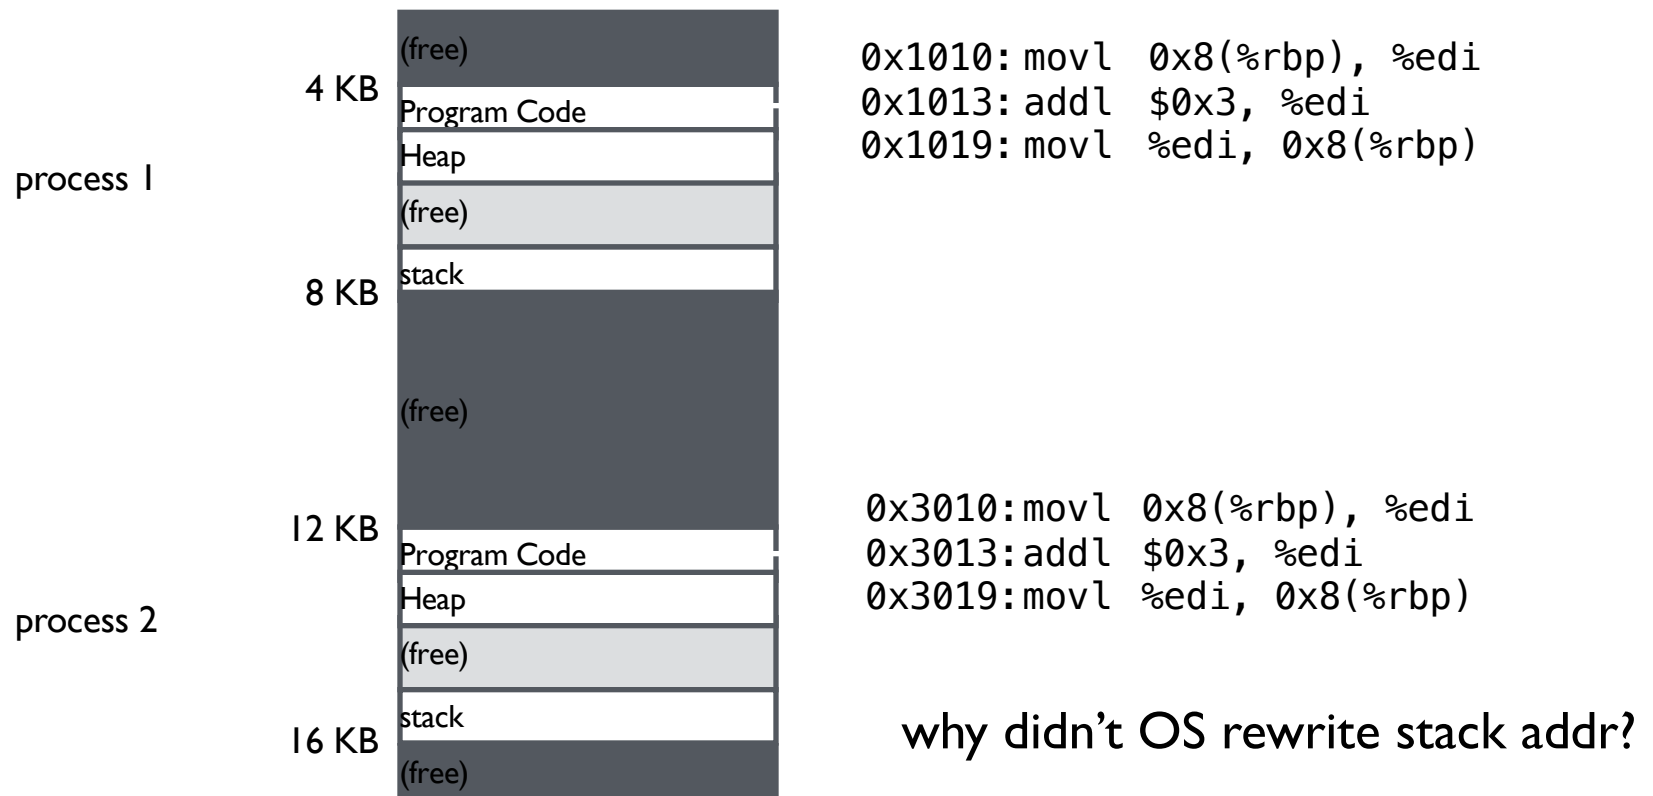 (free)
4 KB
Program Code
Heap
process 1
(free)
stack
8 KB
(free)
12 KB
Program Code
Heap
process 2
(free)
stack
16 KB
(free)
0x1010: movl 0x8(%rbp), %edi
0x1013: addl $0x3, %edi
0x1019: movl %edi, 0x8(%rbp)
0x3010: movl 0x8(%rbp), %edi
0x3013: addl $0x3, %edi
0x3019: movl %edi, 0x8(%rbp)
why didn’t OS rewrite stack addr?